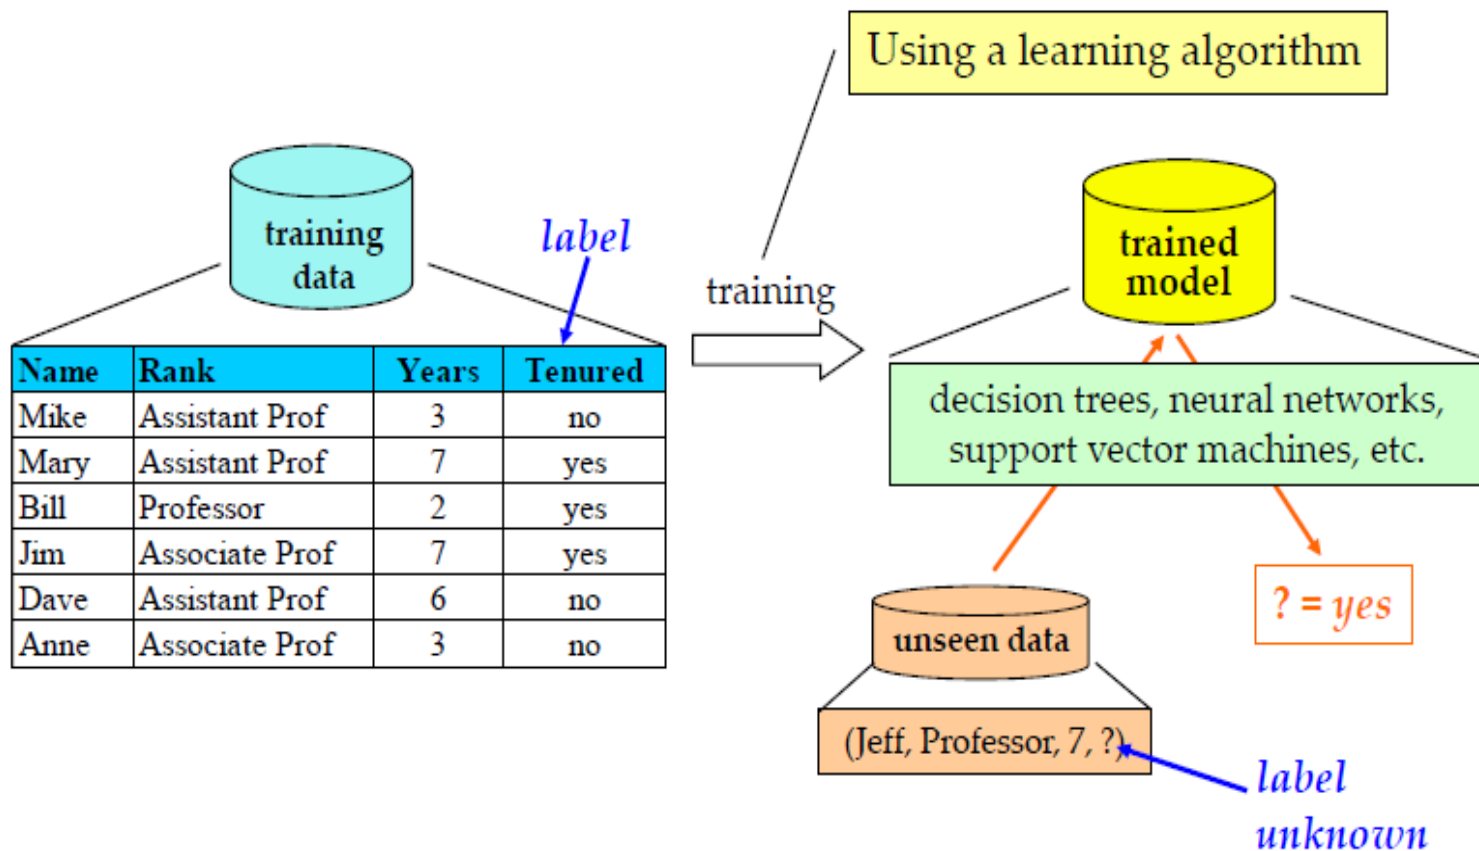 Using a learning algorithm
training
data
label
training
trained
model
Name Rank Years Tenured
Mike Assistant Prof 3 no
Mary Assistant Prof 7 yes
Bill Professor 2 yes
Jim Associate Prof 7 yes
Dave Assistant Prof 6 no
Anne Associate Prof 3 no
decision trees, neural networks,
support vector machines, etc.
unseen data
? = yes
(Jeff, Professor, 7, ?)
label
unknown